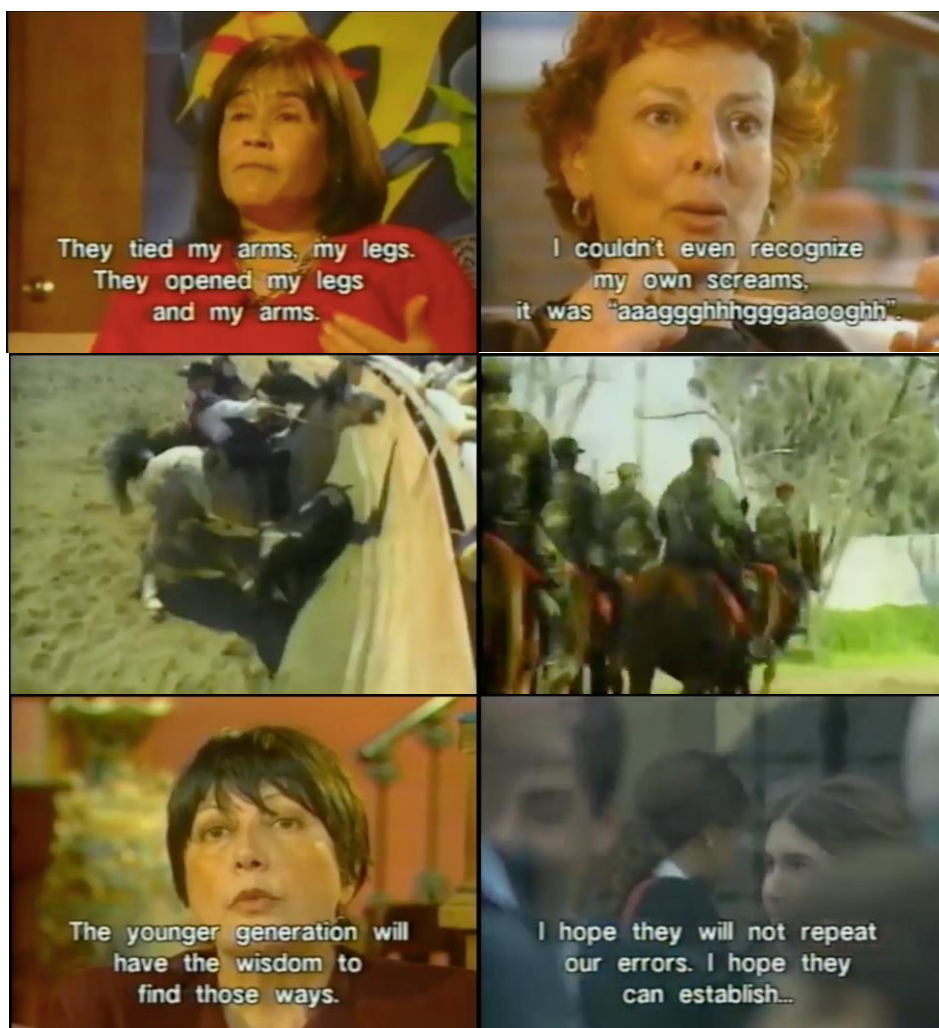 They tied my arms, my legs.
They opened my legs
and my arms.
I couldn't even recognize
my own screams,
it was "aaaggghhhgggaaooghh".
The younger generation will
have the wisdom to
find those ways.
I hope they will not repeat
our errors. I hope they
can establish...